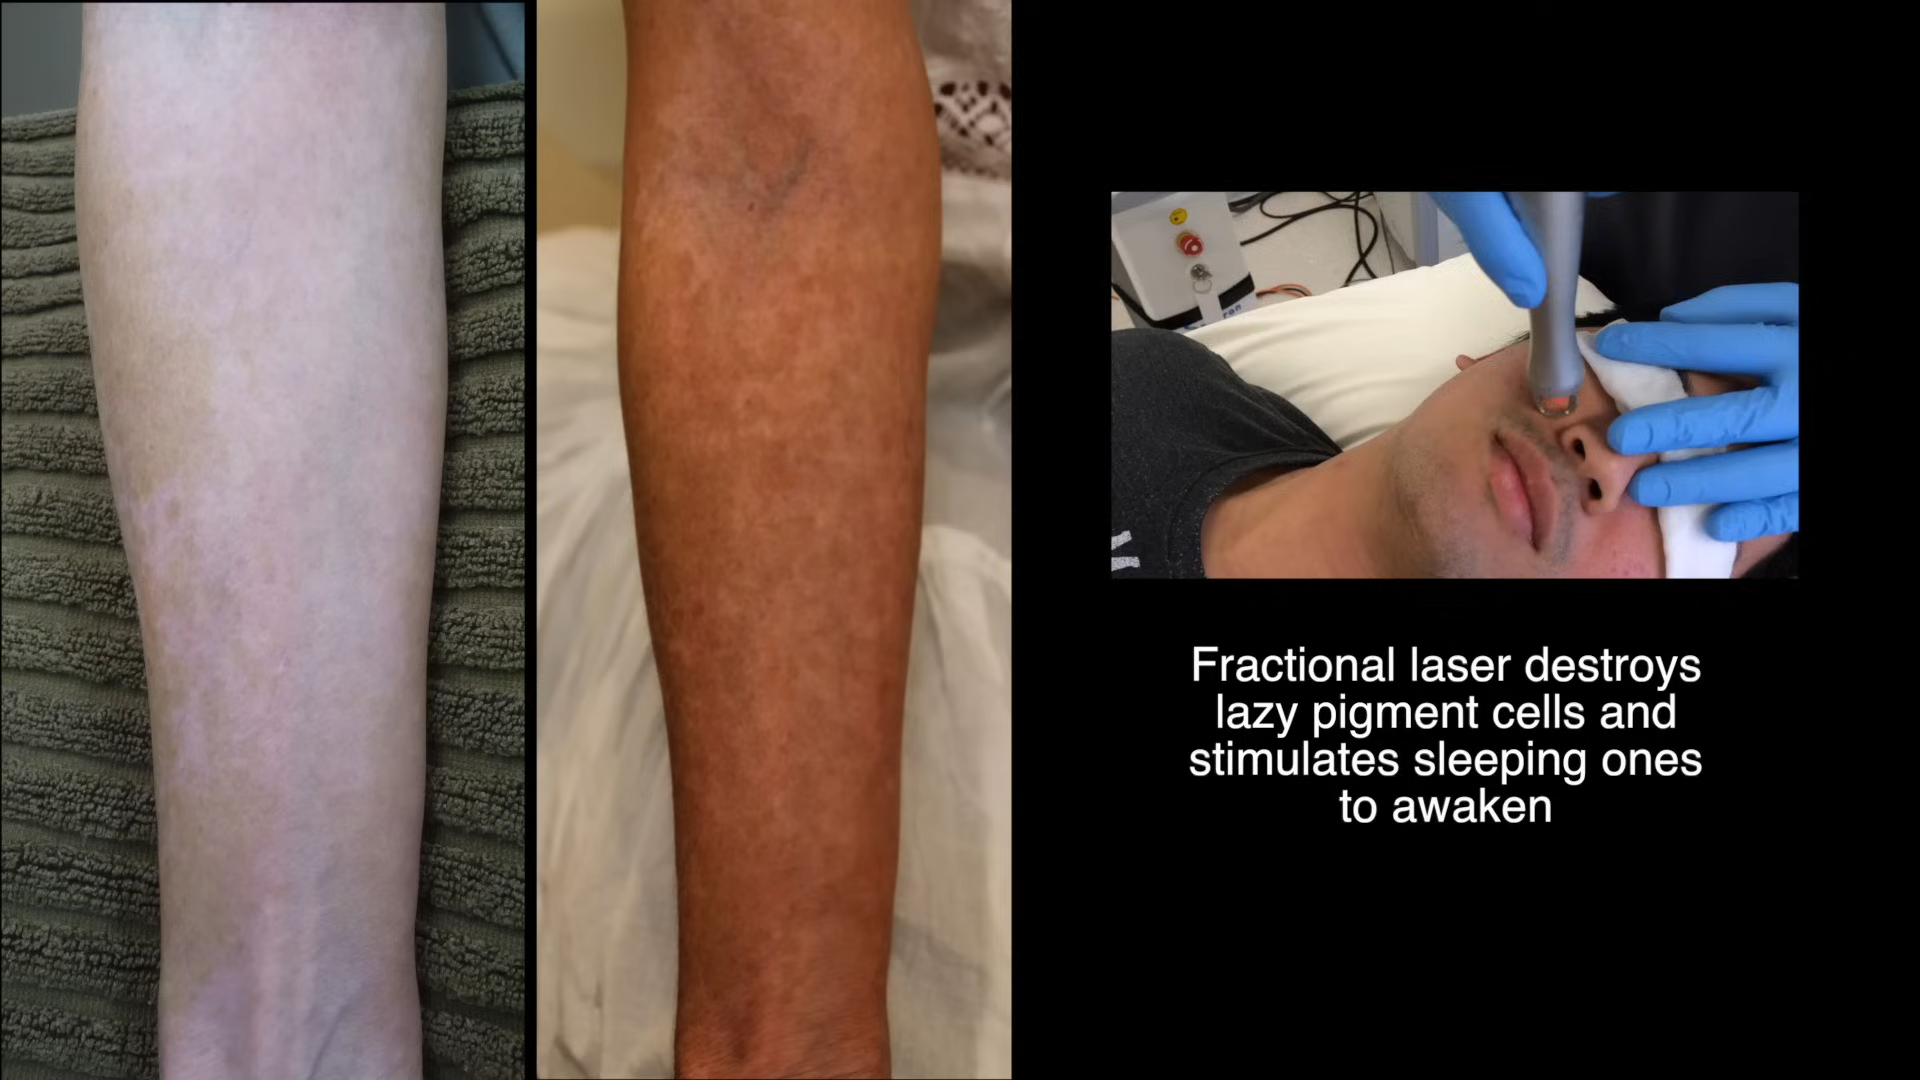 Fractional laser destroys
lazy pigment cells and
stimulates sleeping ones
to awaken